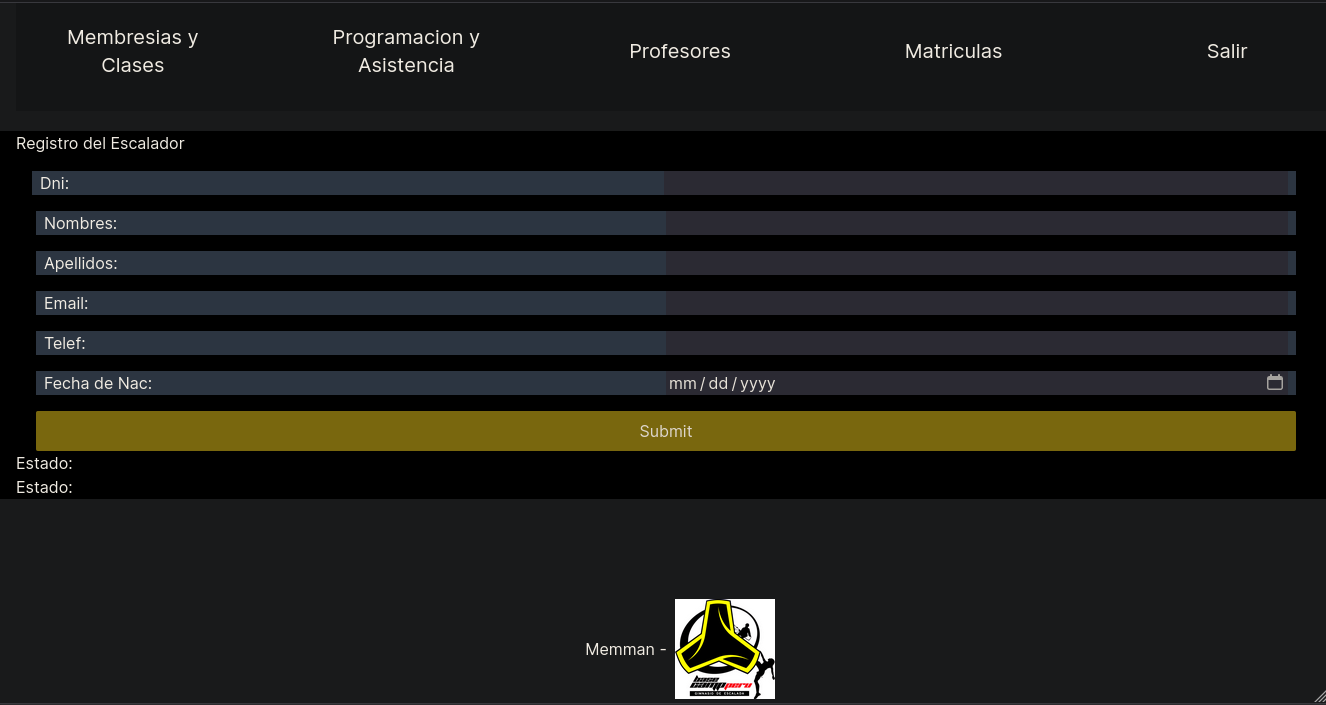 Membresias y
Clases
Programacion y
Asistencia
Profesores
Matriculas
Salir
Registro del Escalador
Dni:
Nombres:
Apellidos:
Email:
Telef:
Fecha de Nac: mm/dd/yyyy
Submit
Estado:
Estado:
Memman -
base
camp peru
GIMNASIO DE ESCALADA